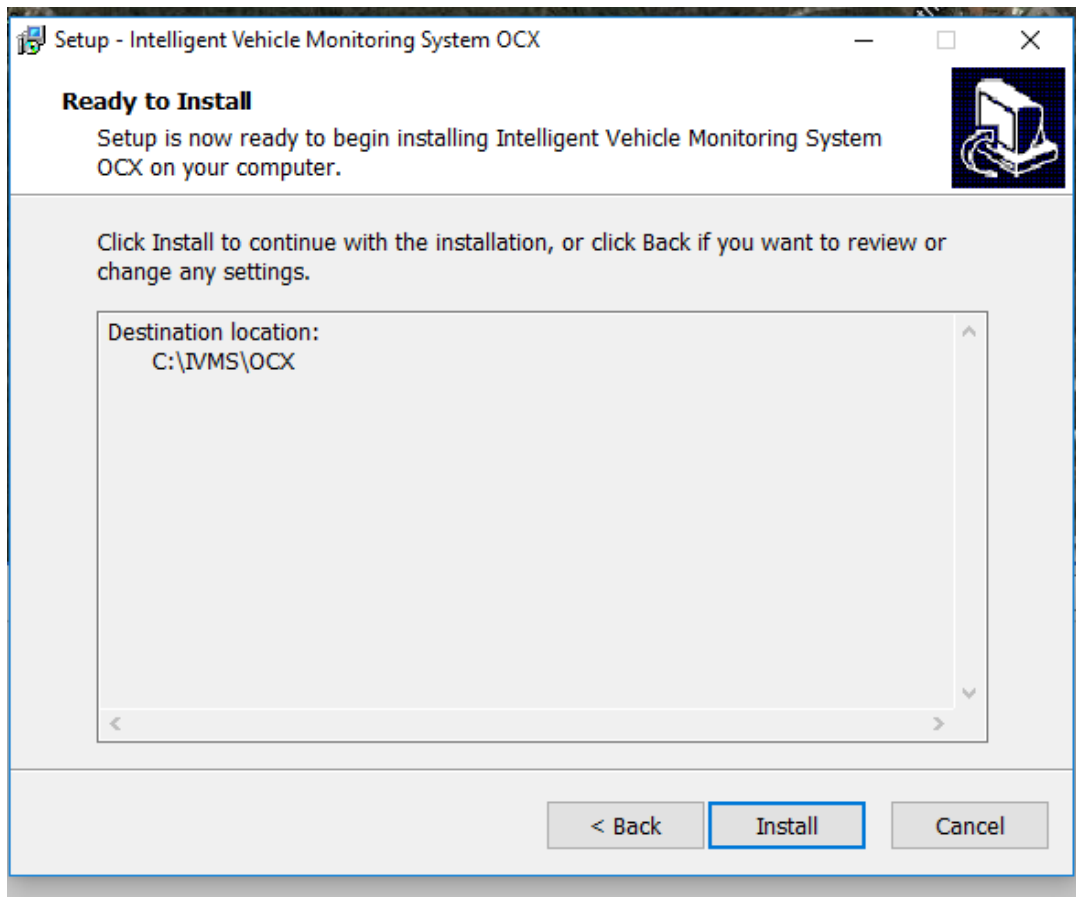 Setup - Intelligent Vehicle Monitoring System OCX
Ready to Install
Setup is now ready to begin installing Intelligent Vehicle Monitoring System
OCX on your computer.
Click Install to continue with the installation, or click Back if you want to review or
change any settings.
Destination location:
C:\IVMS\OCX
< Back
Install
Cancel